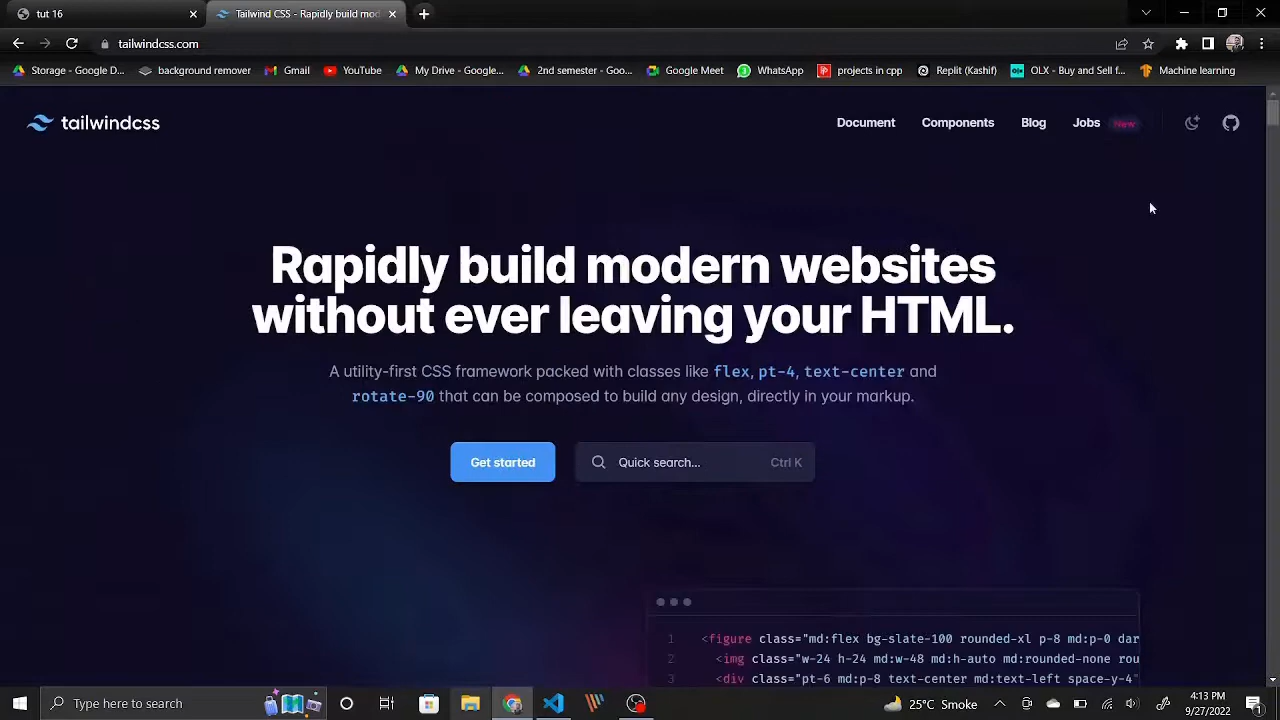 tut 16
Tailwind CSS - Rapidly build mod
tailwindcss.com
Storage - Google D...
background remover
Gmail
YouTube
My Drive - Google...
2nd semester - Goo...
Google Meet
WhatsApp
projects in cpp
Replit (Kashif)
OLX - Buy and Sell f...
Machine learning
tailwindcss
Document
Components
Blog
Jobs
New
Rapidly build modern websites
without ever leaving your HTML.
A utility-first CSS framework packed with classes like flex, pt-4, text-center and
rotate-90 that can be composed to build any design, directly in your markup.
Get started
Quick search...
Ctrl K
1 <figure class="md:flex bg-slate-100 rounded-xl p-8 md:p-0 dar
2 <img class="w-24 h-24 md:w-48 md:h-auto md:rounded-none rou
3 <div class="pt-6 md:p-8 text-center md:text-left space-y-4"
Type here to search
25°C Smoke
4:13 PM
9/27/2022